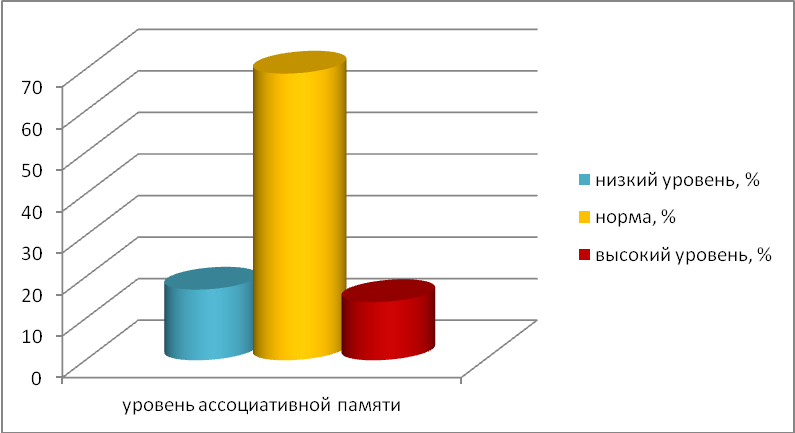 70
60
50
40
30
20
10
0
уровень ассоциативной памяти
низкий уровень, %
норма, %
высокий уровень, %